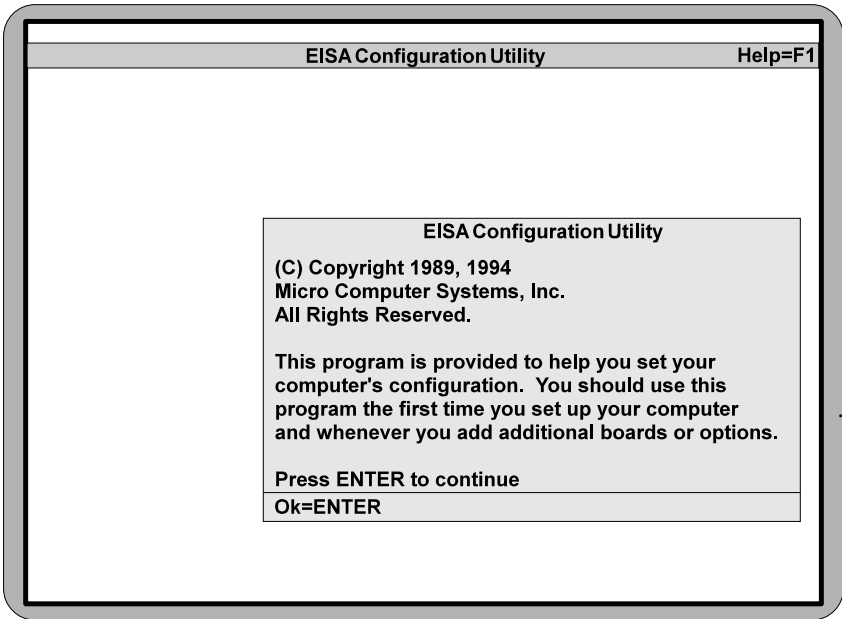 EISA Configuration Utility Help=F1
EISA Configuration Utility
(C) Copyright 1989, 1994
Micro Computer Systems, Inc.
All Rights Reserved.
This program is provided to help you set your
computer's configuration.  You should use this
program the first time you set up your computer
and whenever you add additional boards or options.
Press ENTER to continue
Ok=ENTER